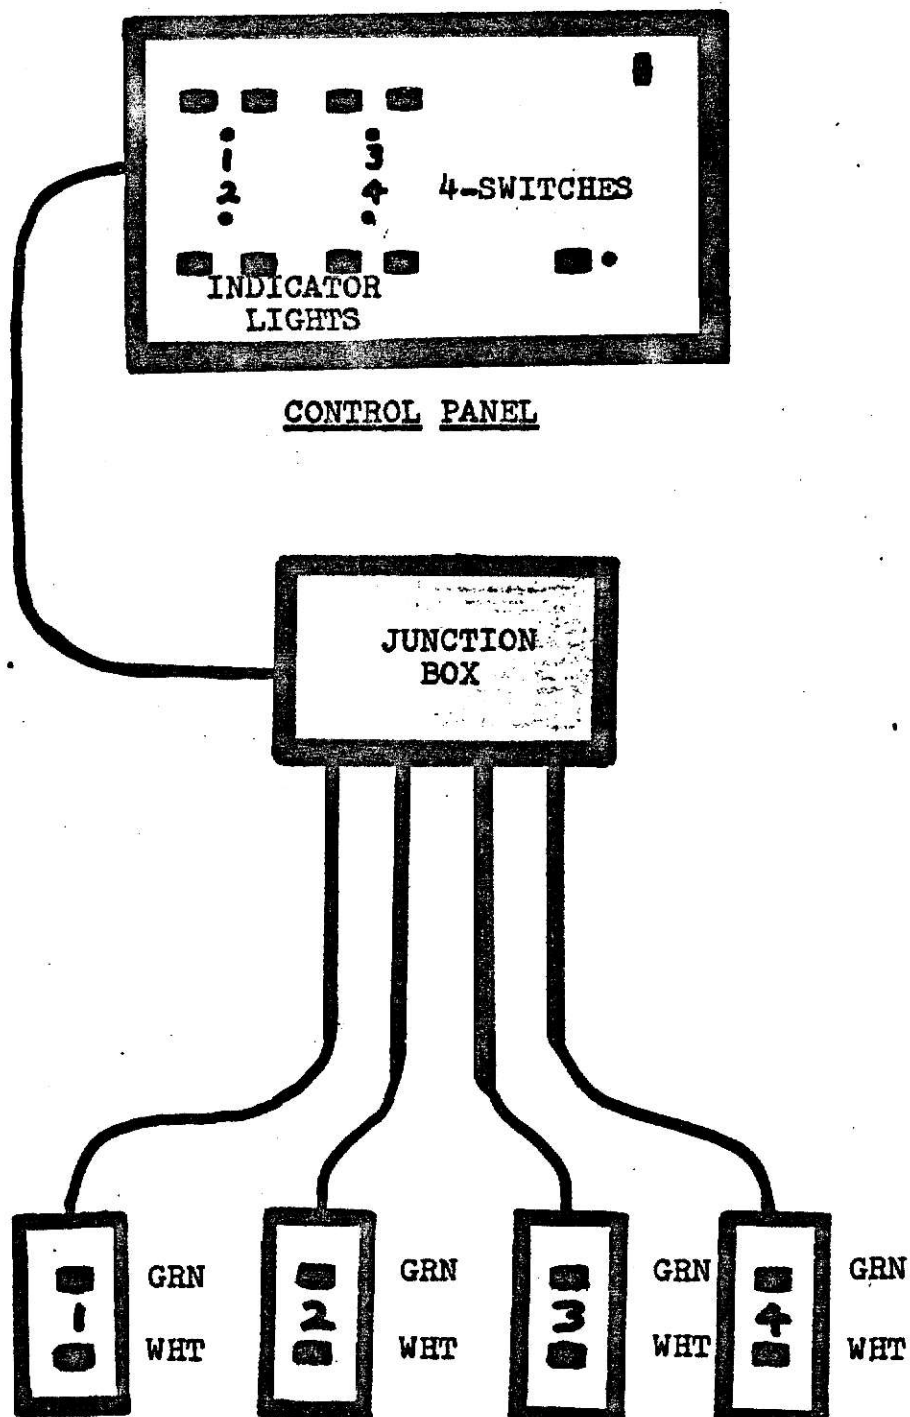 1 3
2 4 4-SWITCHES
INDICATOR
LIGHTS
CONTROL PANEL
JUNCTION
BOX
GRN GRN GRN GRN
1 2 3 4
WHT WHT WHT WHT